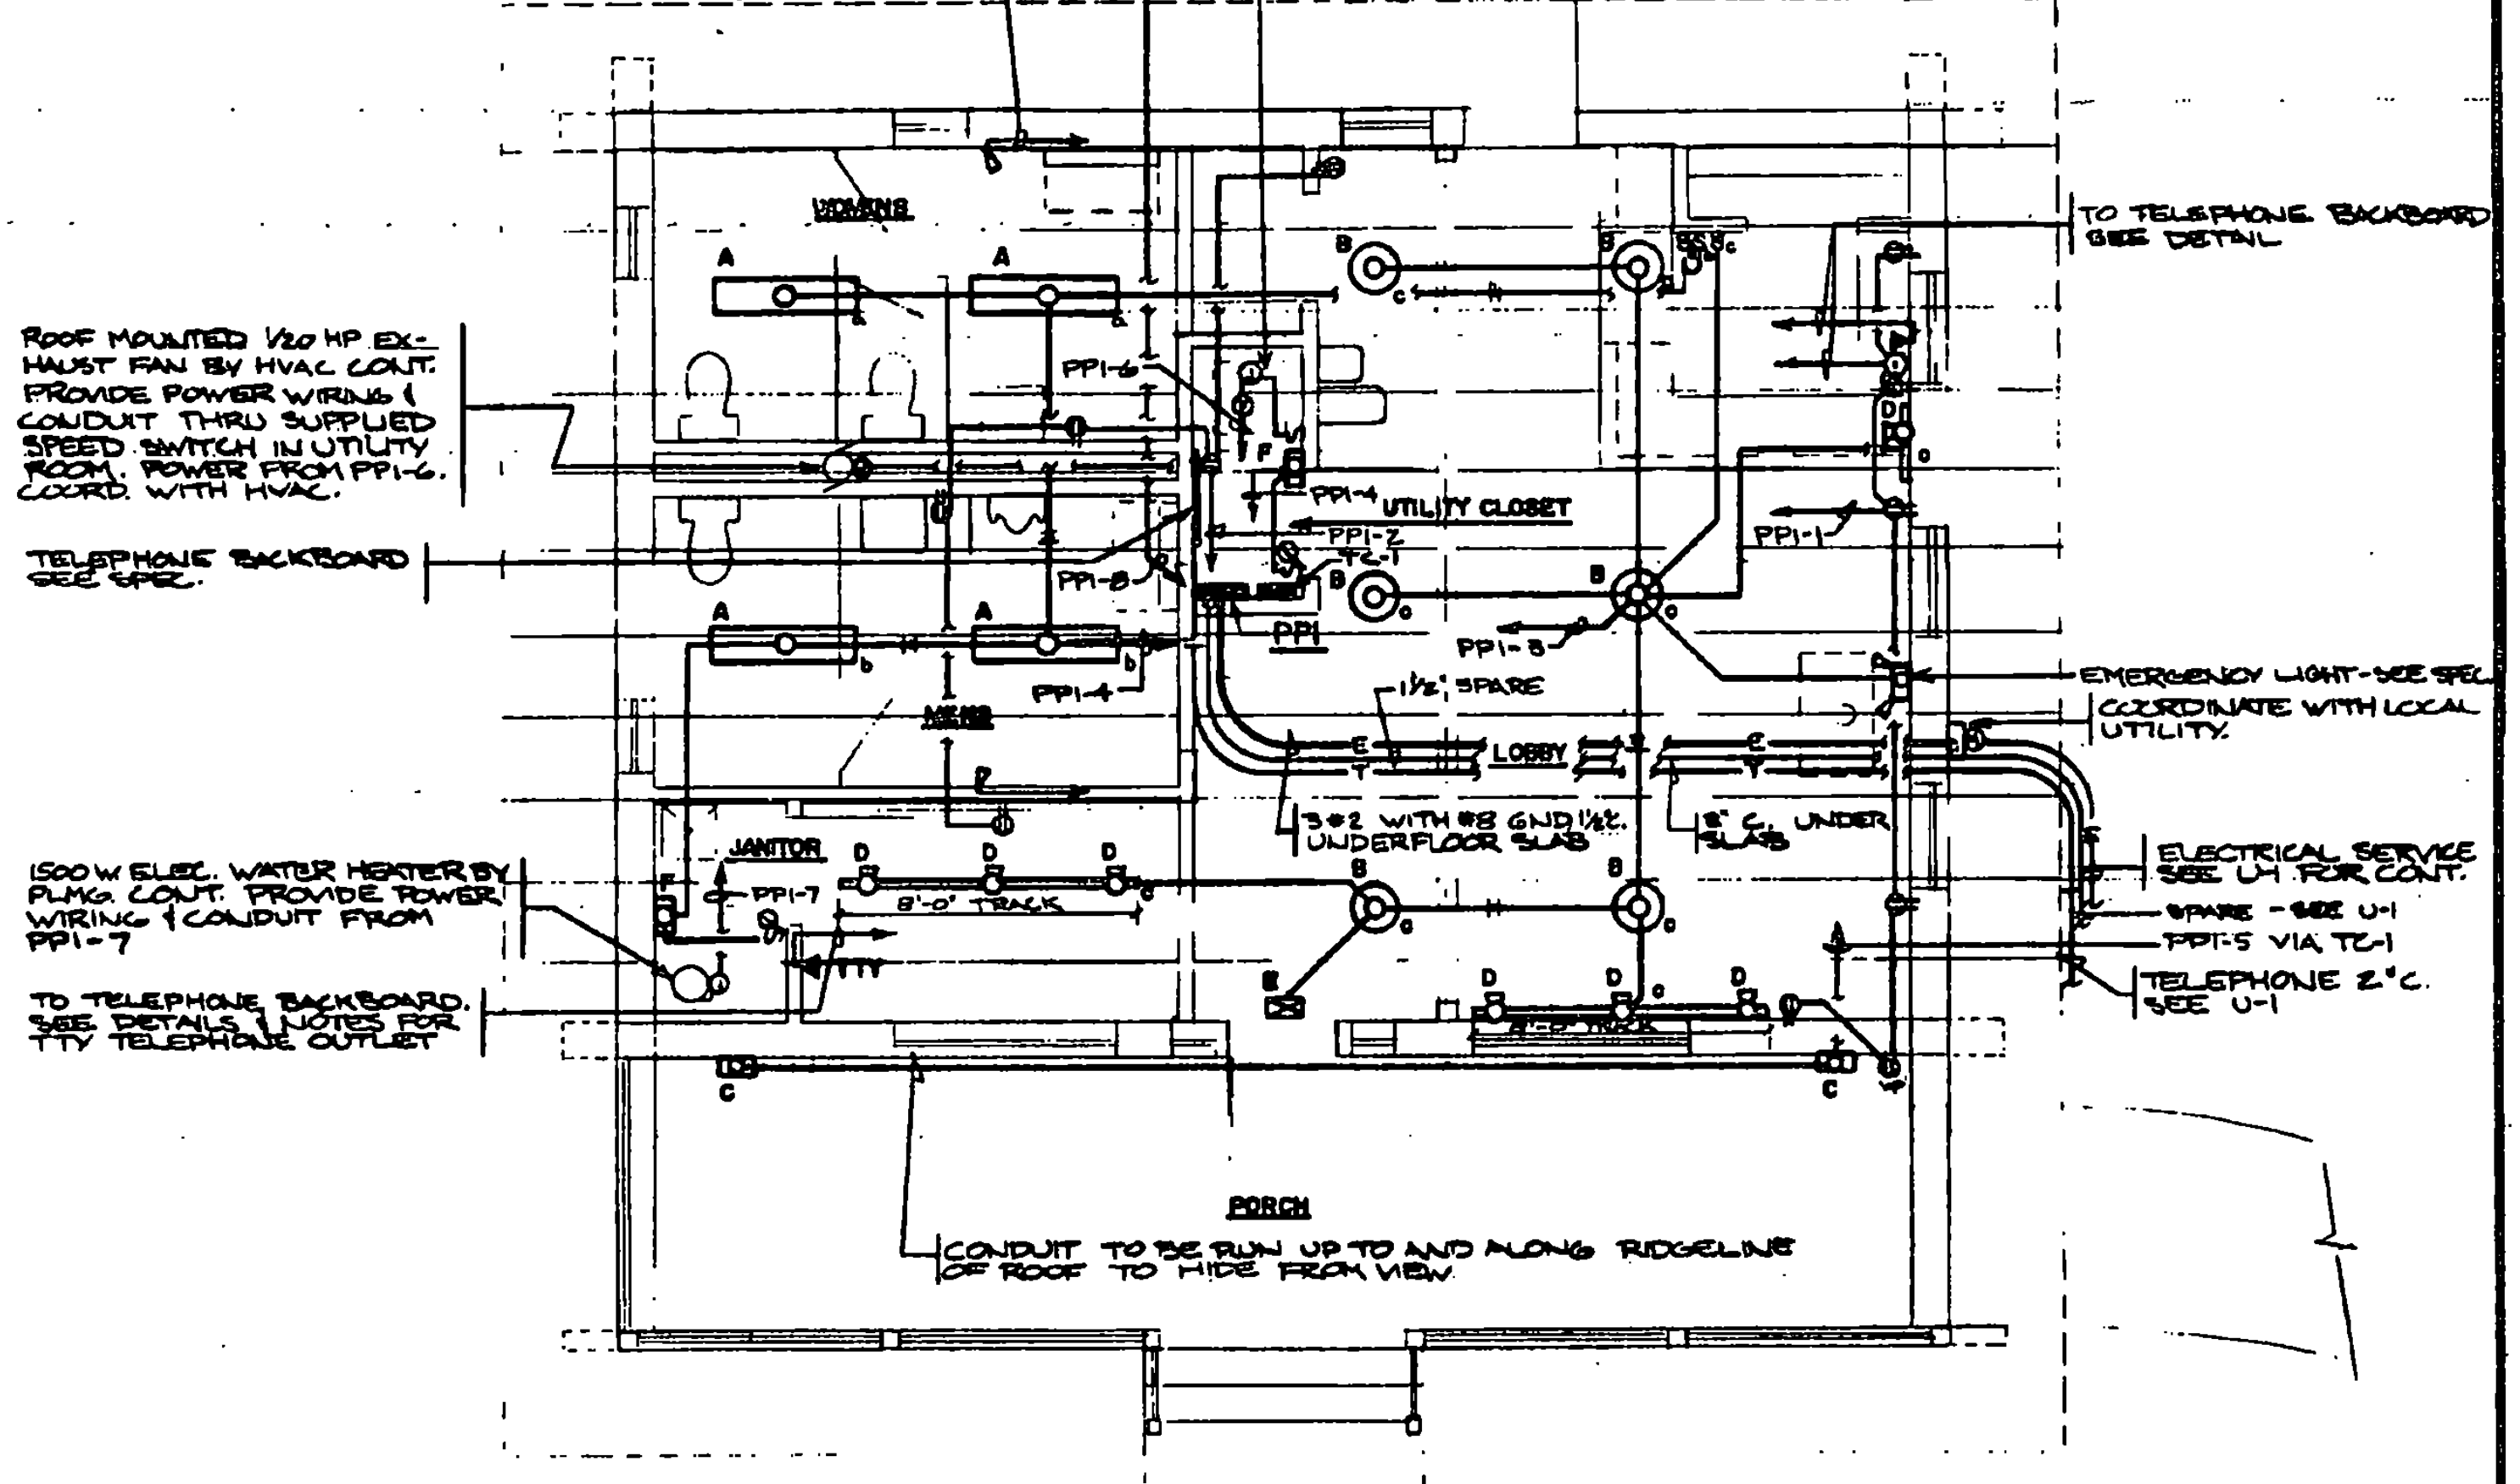 WOMENS
TO TELEPHONE BACKBOARD
SEE DETAIL
A
A
B
B
c
a
a
ROOF MOUNTED 1/20 HP EX-
HAUST FAN BY HVAC CONT.
PROVIDE POWER WIRING &
CONDUIT THRU SUPPLIED
SPEED SWITCH IN UTILITY
ROOM. POWER FROM PP1-6.
COORD. WITH HVAC.
PP1-6
D
F
PP1-4
UTILITY CLOSET
PP1-2
TC-1
PP1-1
TELEPHONE BACKBOARD
SEE SPEC.
PP1-8
B
B
c
c
PP1
PP1-3
A
A
b
b
PP1-4
1½" SPARE
EMERGENCY LIGHT-SEE SPEC.
COORDINATE WITH LOCAL
UTILITY.
MENS
E
LOBBY
E
T
T
3#2 WITH #8 GND 1½"C.
UNDERFLOOR SLAB
2" C. UNDER
SLAB
JANITOR
D
D
D
B
B
c
c
c
8'-0" TRACK
ELECTRICAL SERVICE
SEE U-1 FOR CONT.
SPARE - SEE U-1
PP1-5 VIA TC-1
TELEPHONE 2"C.
SEE U-1
1500 W ELEC. WATER HEATER BY
PLMG. CONT. PROVIDE POWER
WIRING & CONDUIT FROM
PP1-7
F
PP1-7
TTY
E
D
D
D
c
8'-0" TRACK
TO TELEPHONE BACKBOARD.
SEE DETAILS & NOTES FOR
TTY TELEPHONE OUTLET
C
C
PORCH
CONDUIT TO BE RUN UP TO AND ALONG RIDGELINE
OF ROOF TO HIDE FROM VIEW